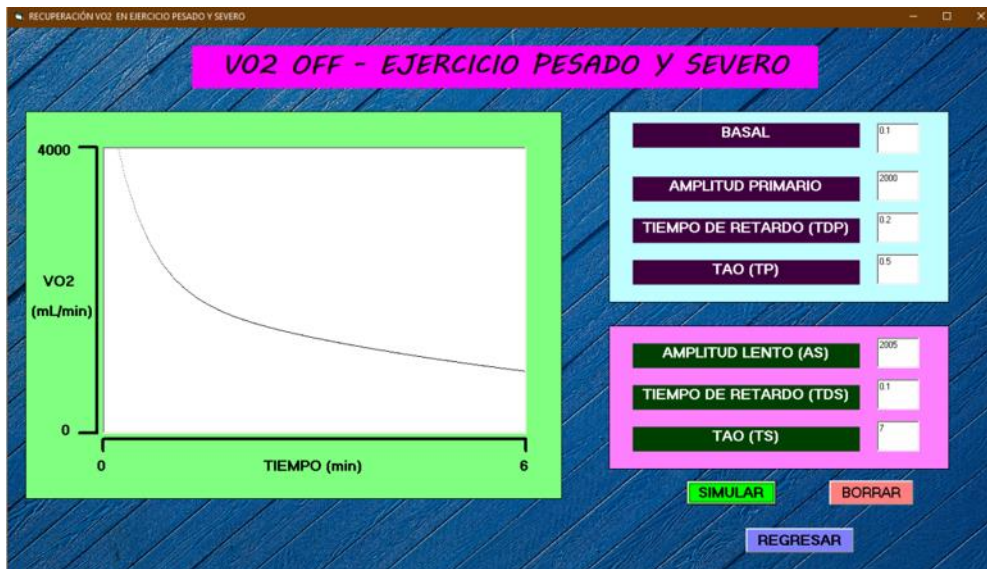 RECUPERACIÓN VO2 EN EJERCICIO PESADO Y SEVERO
VO2 OFF - EJERCICIO PESADO Y SEVERO
4000
VO2
(mL/min)
0
0
TIEMPO (min)
6
BASAL
0.1
AMPLITUD PRIMARIO
2000
TIEMPO DE RETARDO (TDP)
0.2
TAO (TP)
0.5
AMPLITUD LENTO (AS)
2005
TIEMPO DE RETARDO (TDS)
0.1
TAO (TS)
7
SIMULAR
BORRAR
REGRESAR